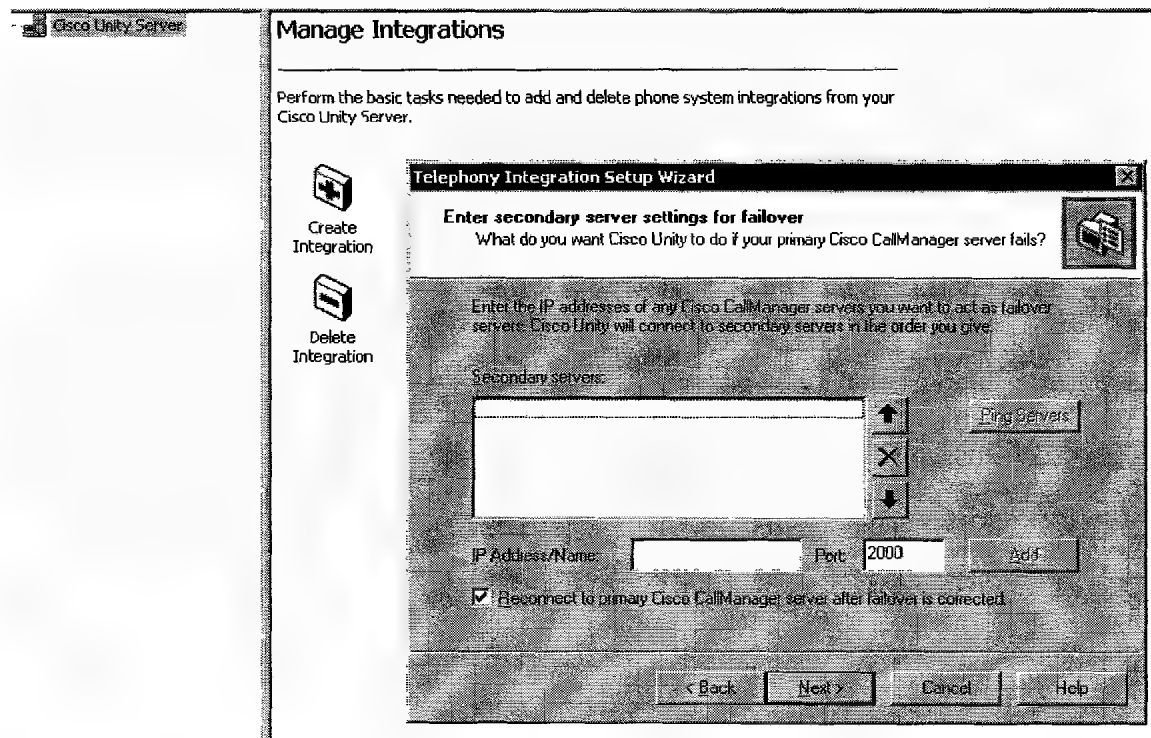 Cisco Unity Server
Manage Integrations
Perform the basic tasks needed to add and delete phone system integrations from your
Cisco Unity Server.
Create
Integration
Delete
Integration
Telephony Integration Setup Wizard
Enter secondary server settings for failover
What do you want Cisco Unity to do if your primary Cisco CallManager server fails?
Enter the IP addresses of any Cisco CallManager servers you want to act as failover
servers. Cisco Unity will connect to secondary servers in the order you give.
Secondary servers:
Ping Servers
IP Address/Name:
Port:
2000
Add
Reconnect to primary Cisco CallManager server after failover is corrected.
< Back
Next >
Cancel
Help